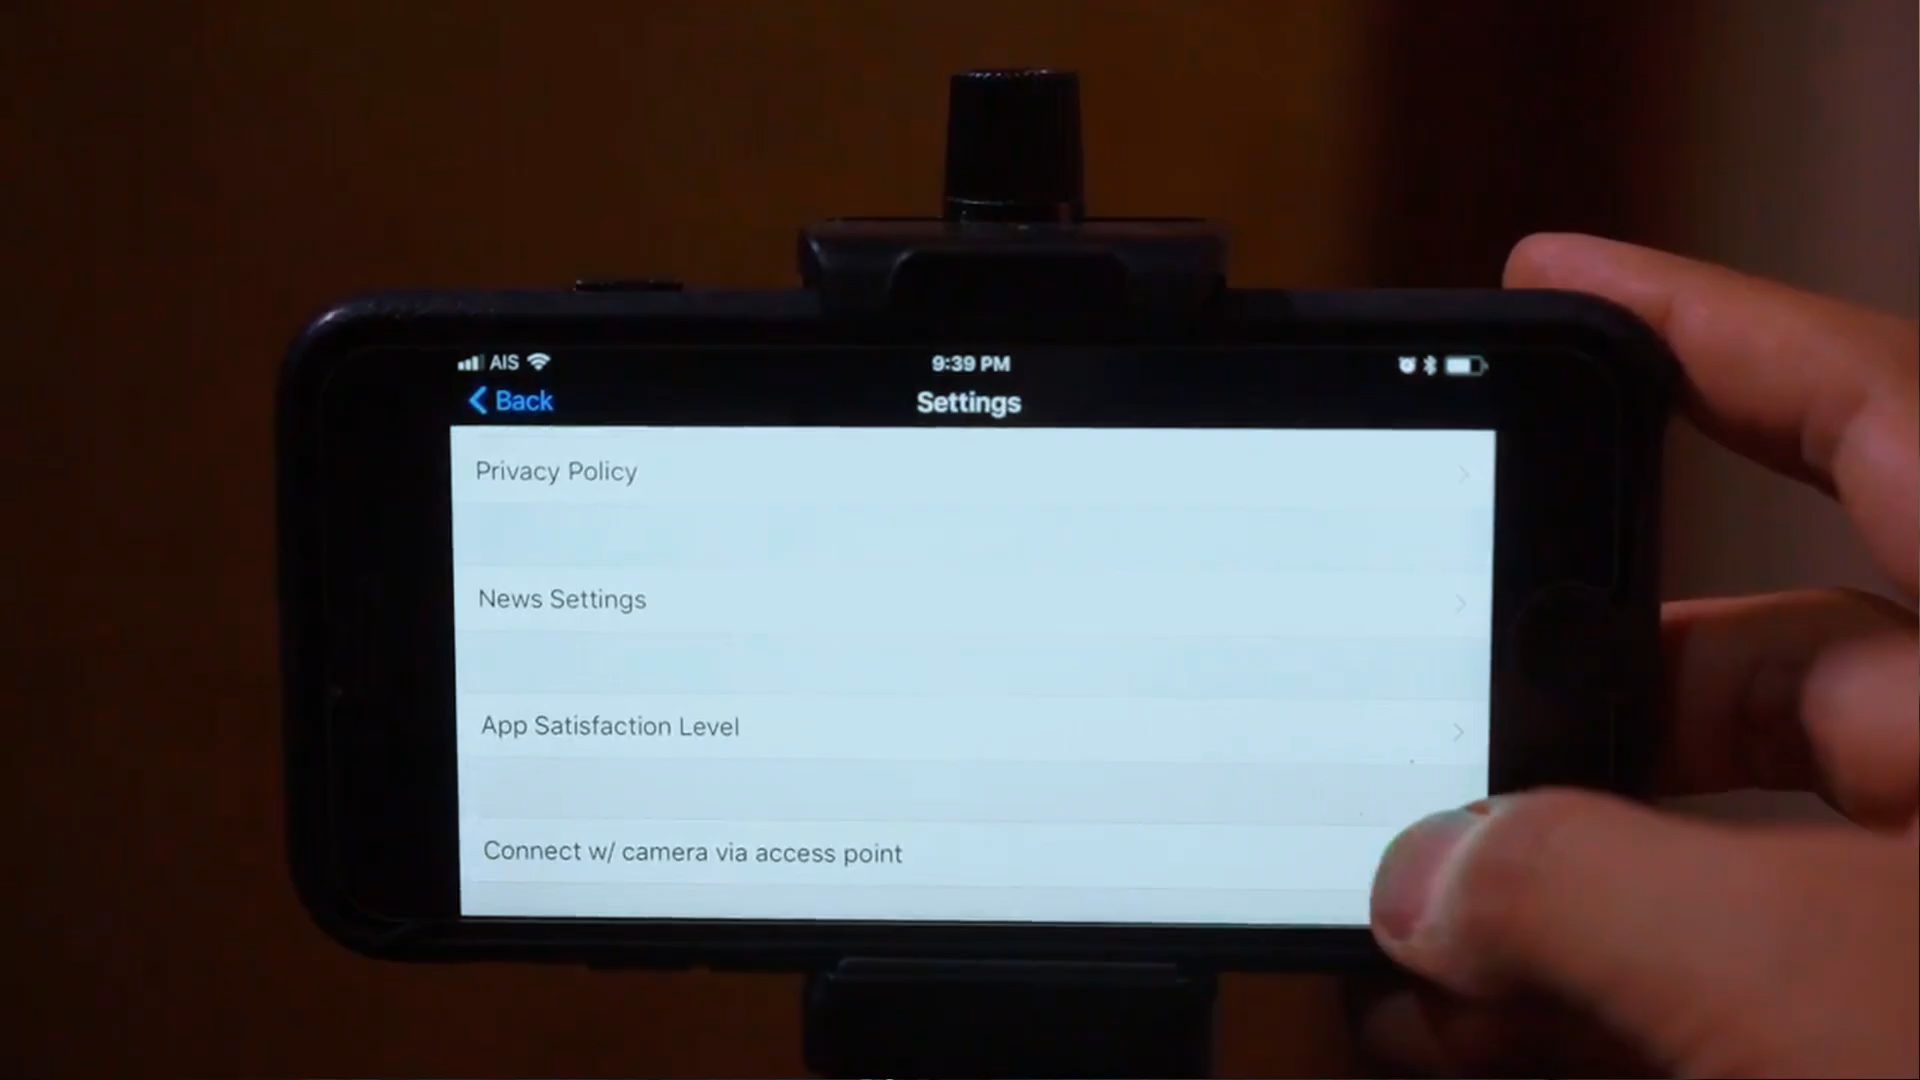 AIS
9:39 PM
Back
Settings
Privacy Policy
News Settings
App Satisfaction Level
Connect w/ camera via access point